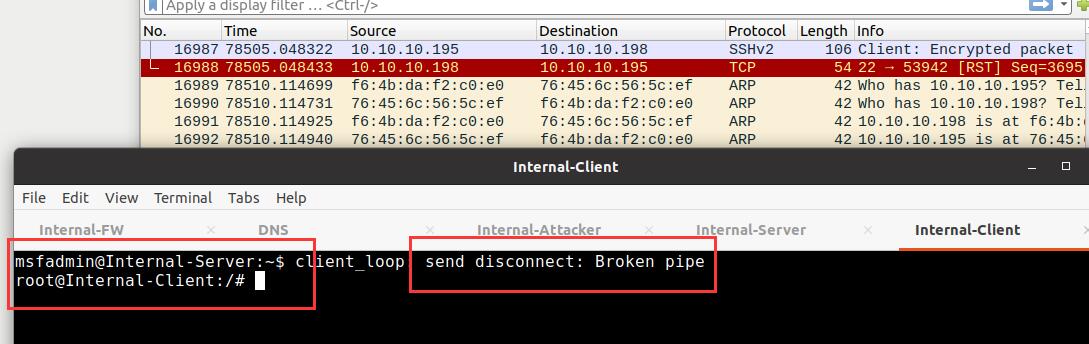 Apply a display filter … <Ctrl-/>
No. Time Source Destination Protocol Length Info
16987 78505.048322 10.10.10.195 10.10.10.198 SSHv2 106 Client: Encrypted packet
16988 78505.048433 10.10.10.198 10.10.10.195 TCP 54 22 → 53942 [RST] Seq=3695
16989 78510.114699 f6:4b:da:f2:c0:e0 76:45:6c:56:5c:ef ARP 42 Who has 10.10.10.195? Tel
16990 78510.114731 76:45:6c:56:5c:ef f6:4b:da:f2:c0:e0 ARP 42 Who has 10.10.10.198? Tel
16991 78510.114925 f6:4b:da:f2:c0:e0 76:45:6c:56:5c:ef ARP 42 10.10.10.198 is at f6:4b:
16992 78510.114940 76:45:6c:56:5c:ef f6:4b:da:f2:c0:e0 ARP 42 10.10.10.195 is at 76:45:
Internal-Client
File Edit View Terminal Tabs Help
Internal-FW × DNS × Internal-Attacker × Internal-Server × Internal-Client ×
msfadmin@Internal-Server:~$ client_loop: send disconnect: Broken pipe
root@Internal-Client:/#